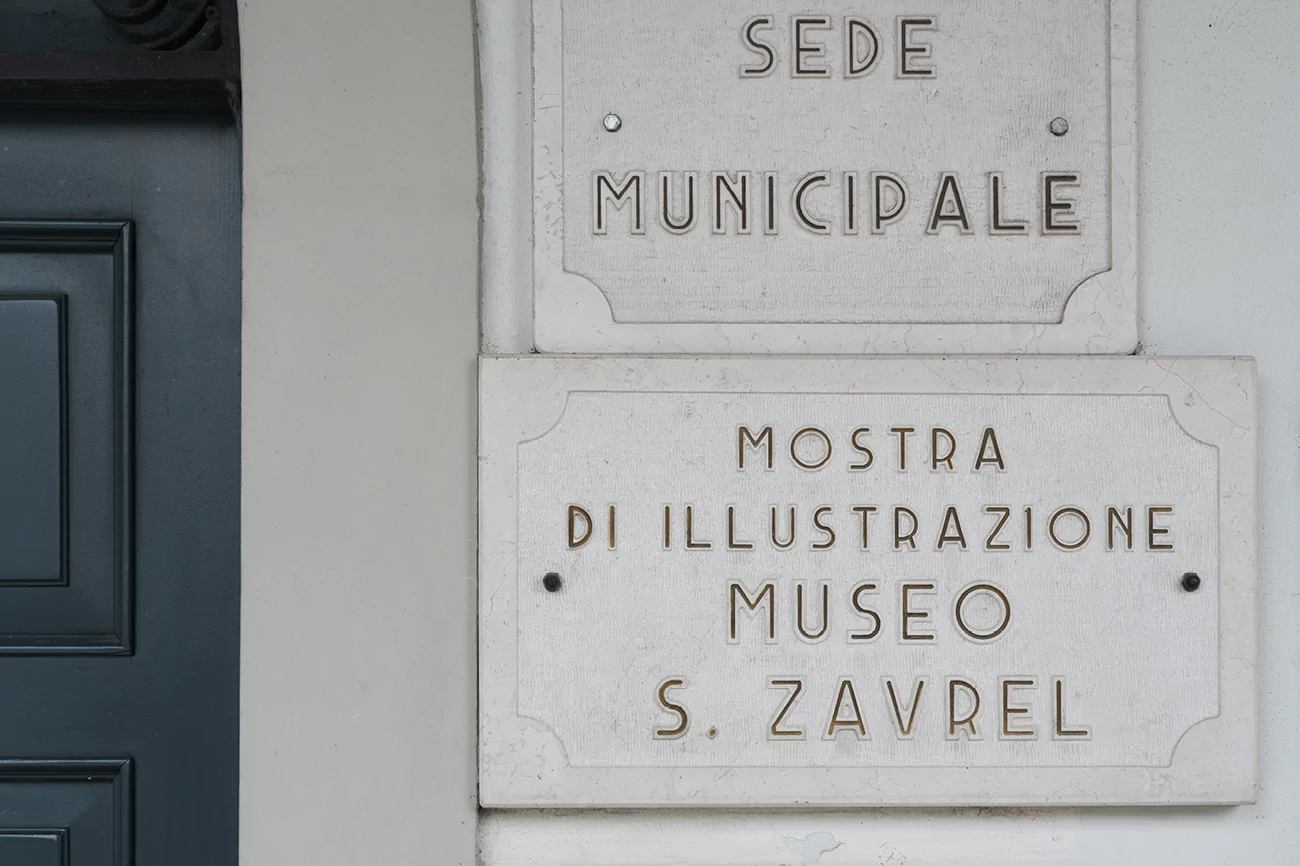 SEDE
MUNICIPALE
MOSTRA
DI ILLUSTRAZIONE
MUSEO
S. ZAVREL